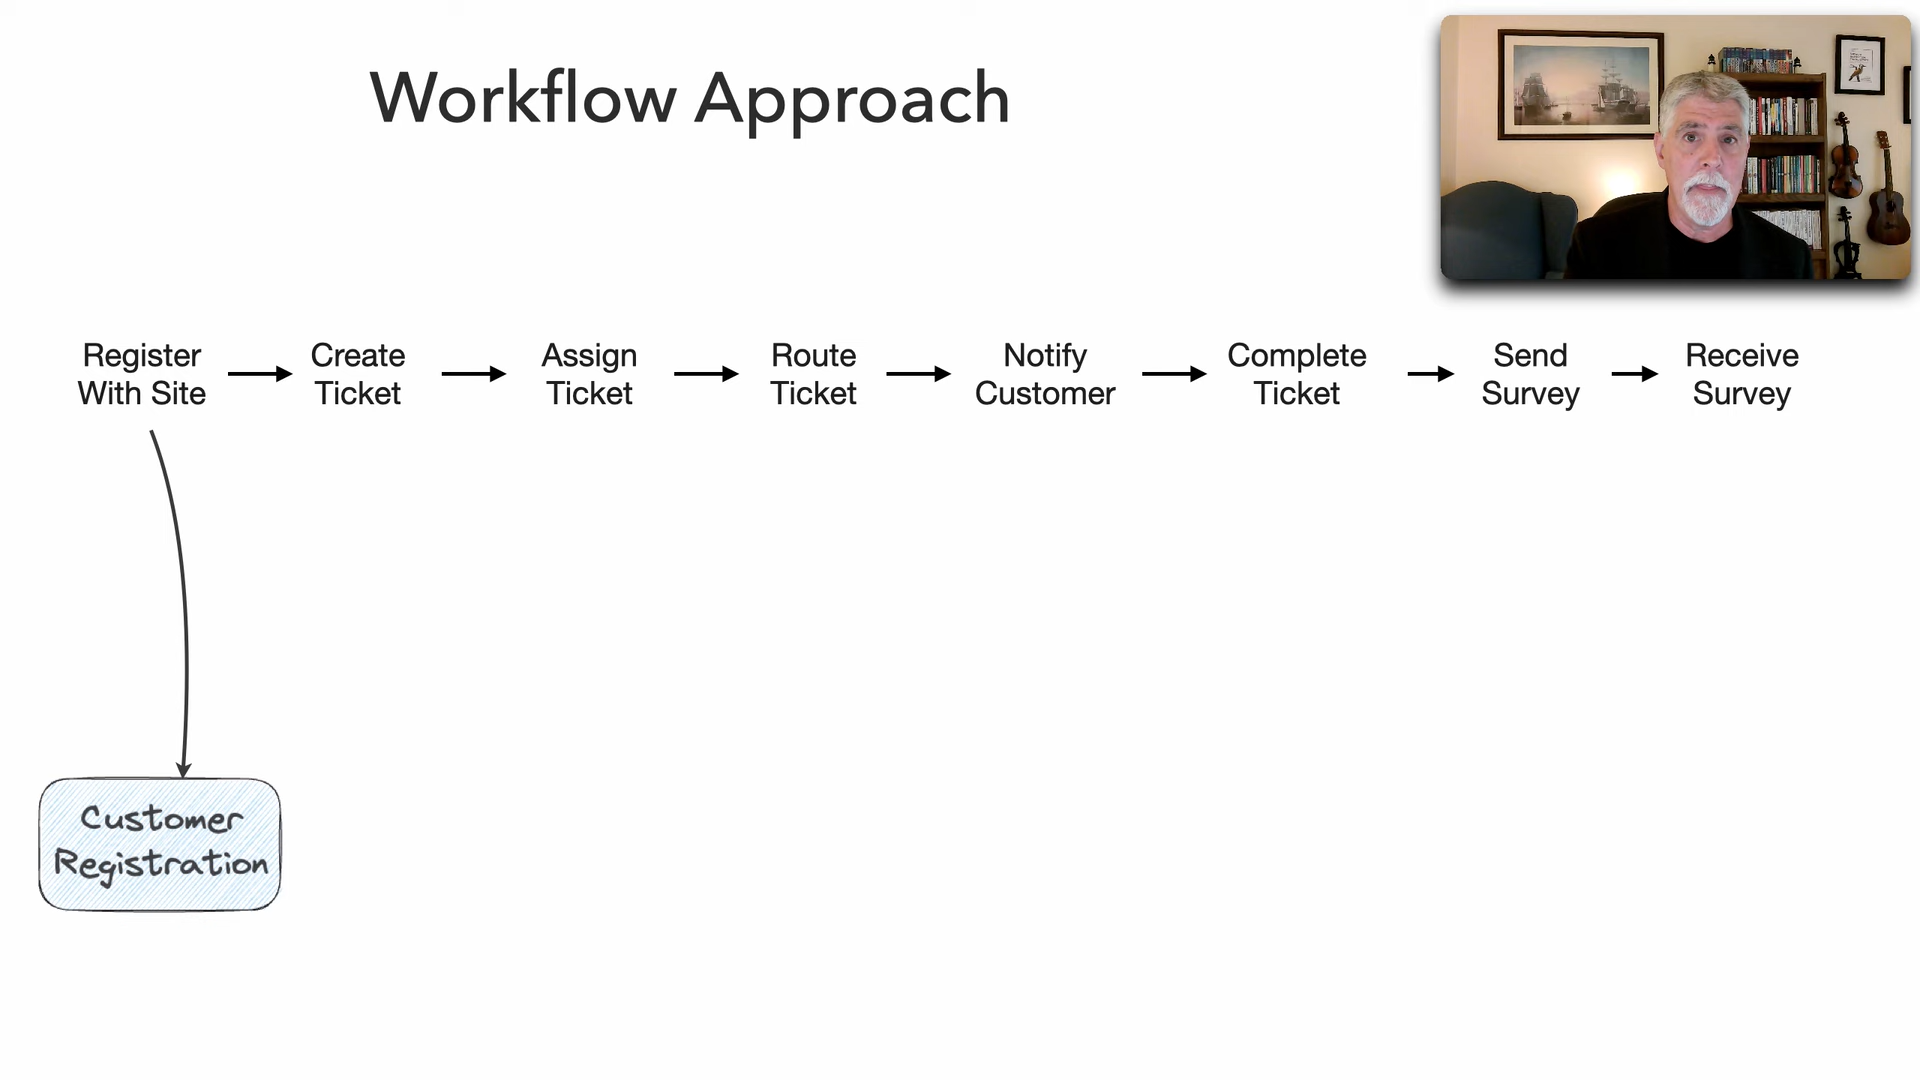 Workflow Approach
Register
With Site
Create
Ticket
Assign
Ticket
Route
Ticket
Notify
Customer
Complete
Ticket
Send
Survey
Receive
Survey
Customer
Registration